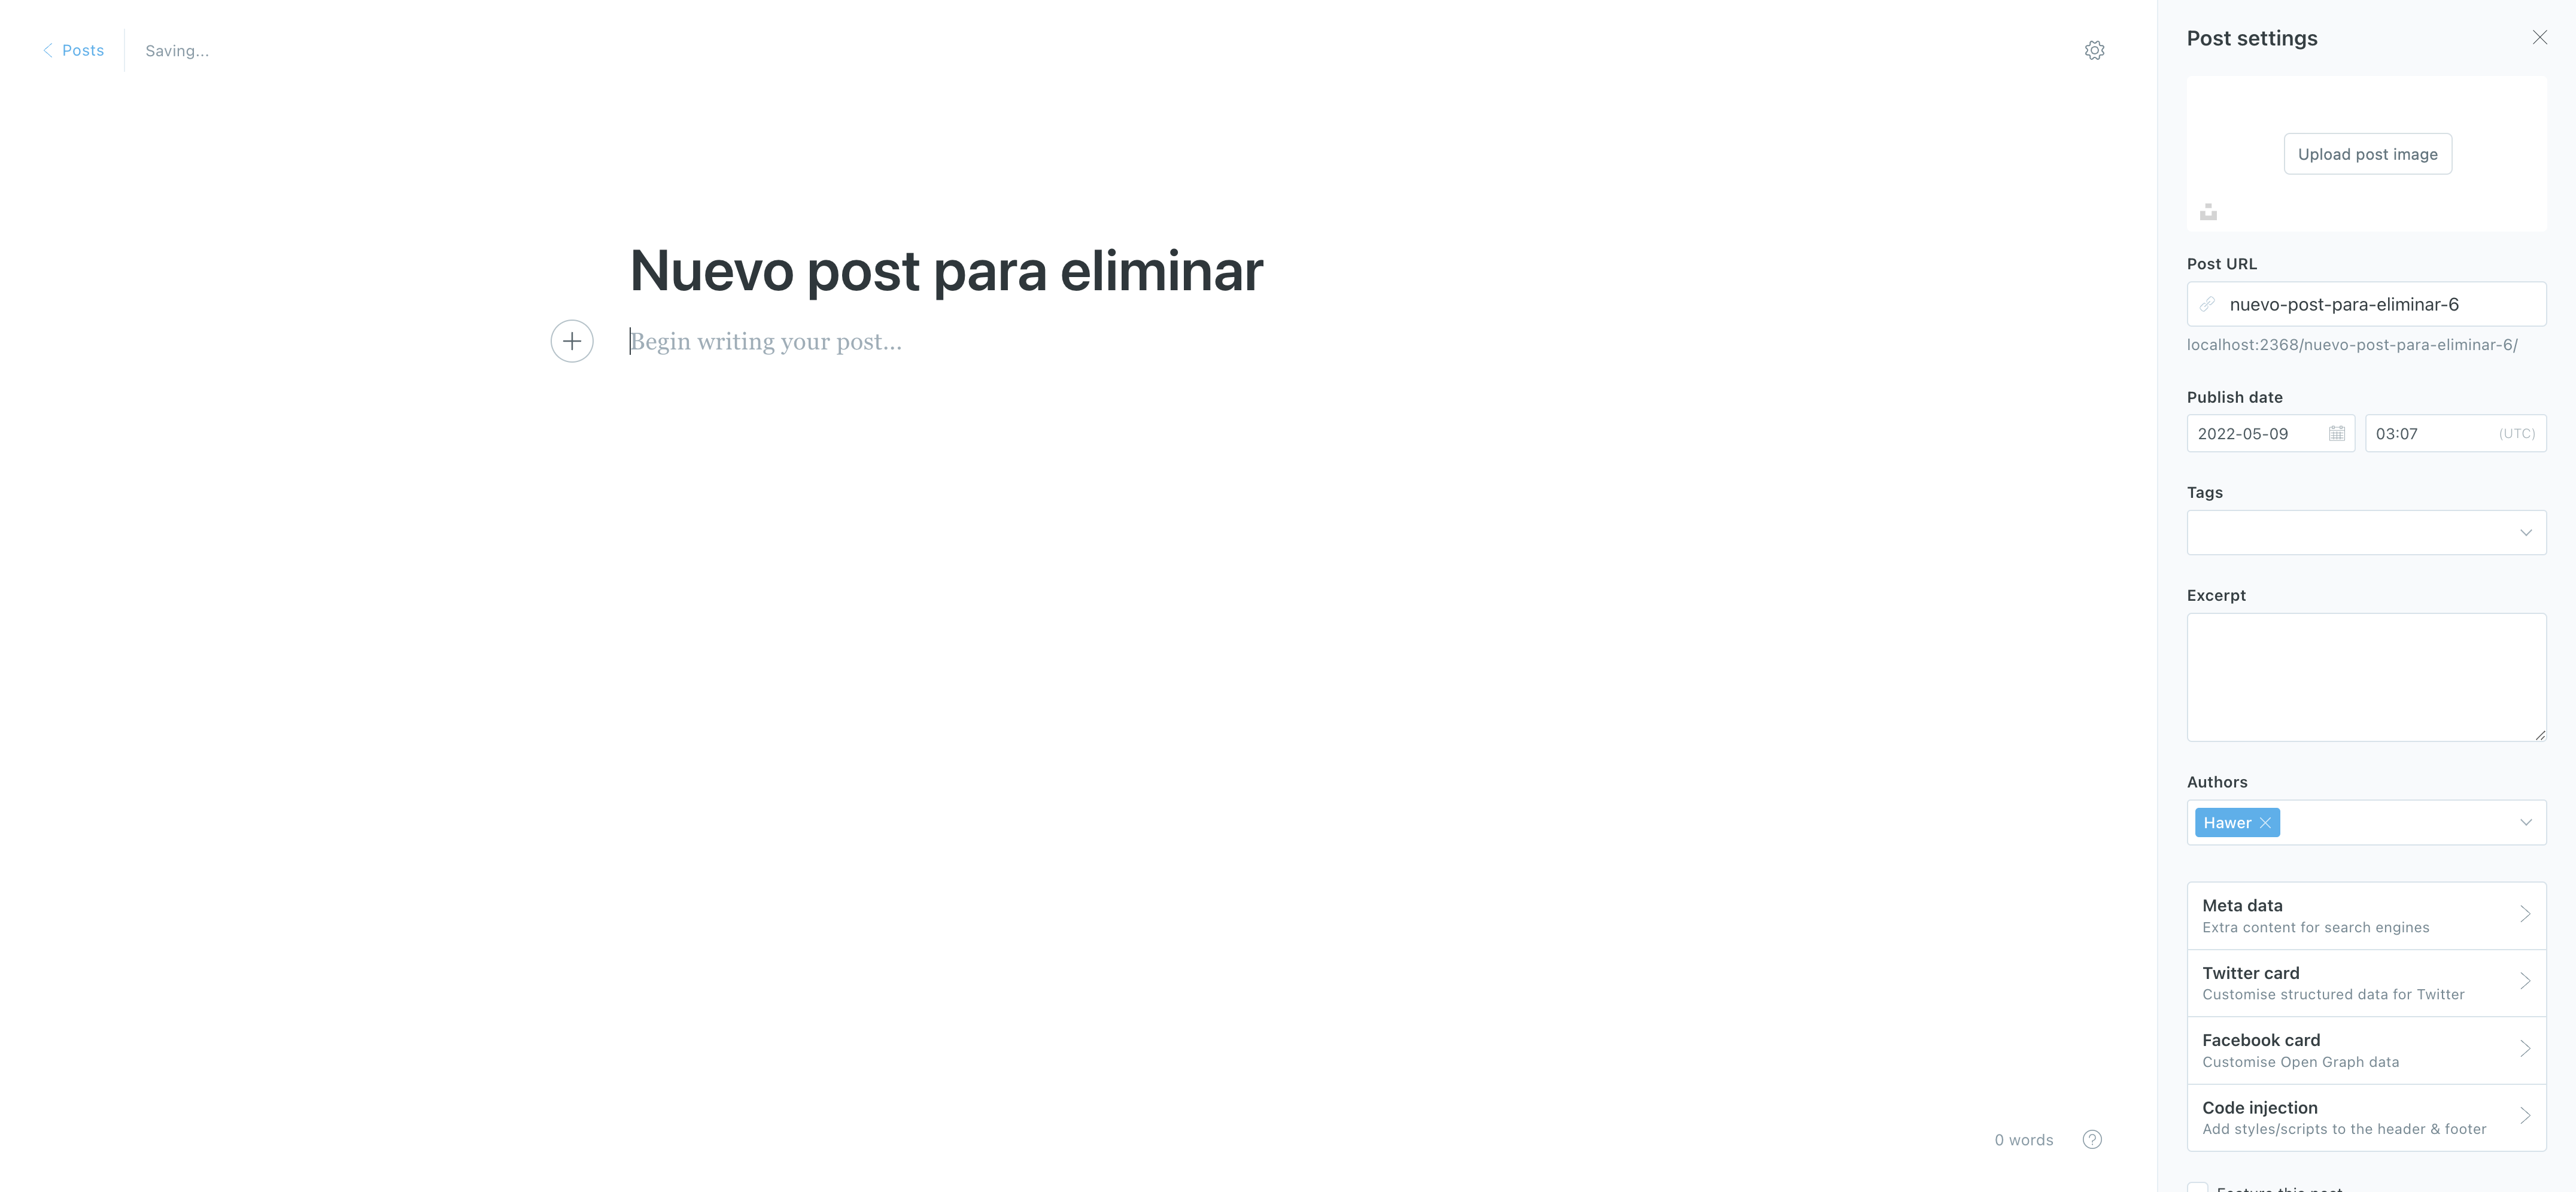 Posts
Saving...
Post settings
Upload post image
Nuevo post para eliminar
Begin writing your post...
Post URL
nuevo-post-para-eliminar-6
localhost:2368/nuevo-post-para-eliminar-6/
Publish date
2022-05-09
03:07 (UTC)
Tags
Excerpt
Authors
Hawer
Meta data
Extra content for search engines
Twitter card
Customise structured data for Twitter
Facebook card
Customise Open Graph data
Code injection
Add styles/scripts to the header & footer
0 words
Feature this post